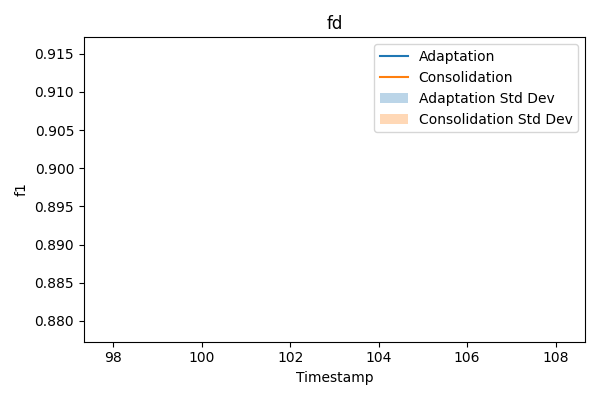 fd
0.915
0.910
0.905
0.900
0.895
0.890
0.885
0.880
f1
Adaptation
Consolidation
Adaptation Std Dev
Consolidation Std Dev
98 100 102 104 106 108
Timestamp